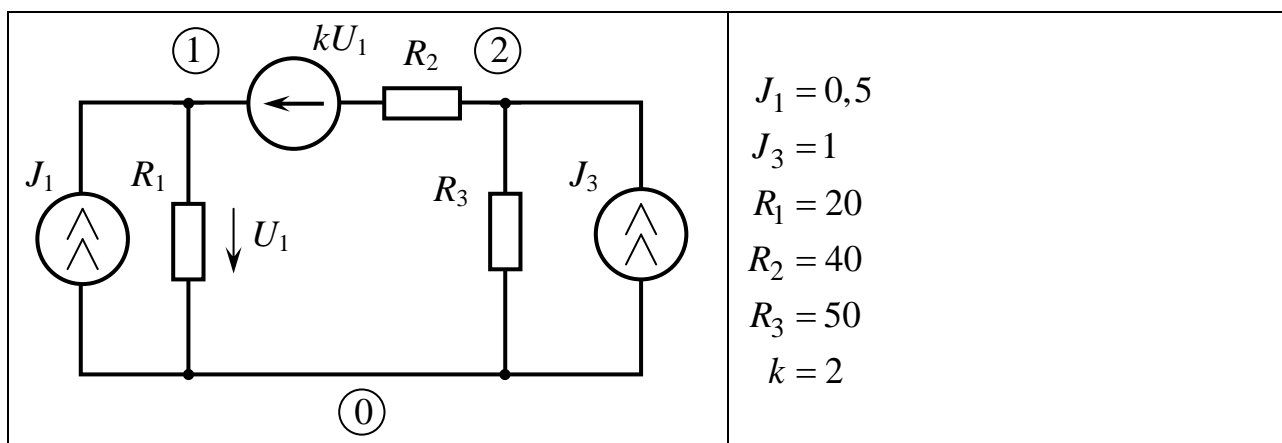 ① kU₁ R₂ ②
J₁ R₁ U₁ R₃ J₃
⓪
J₁ = 0,5
J₃ = 1
R₁ = 20
R₂ = 40
R₃ = 50
k = 2